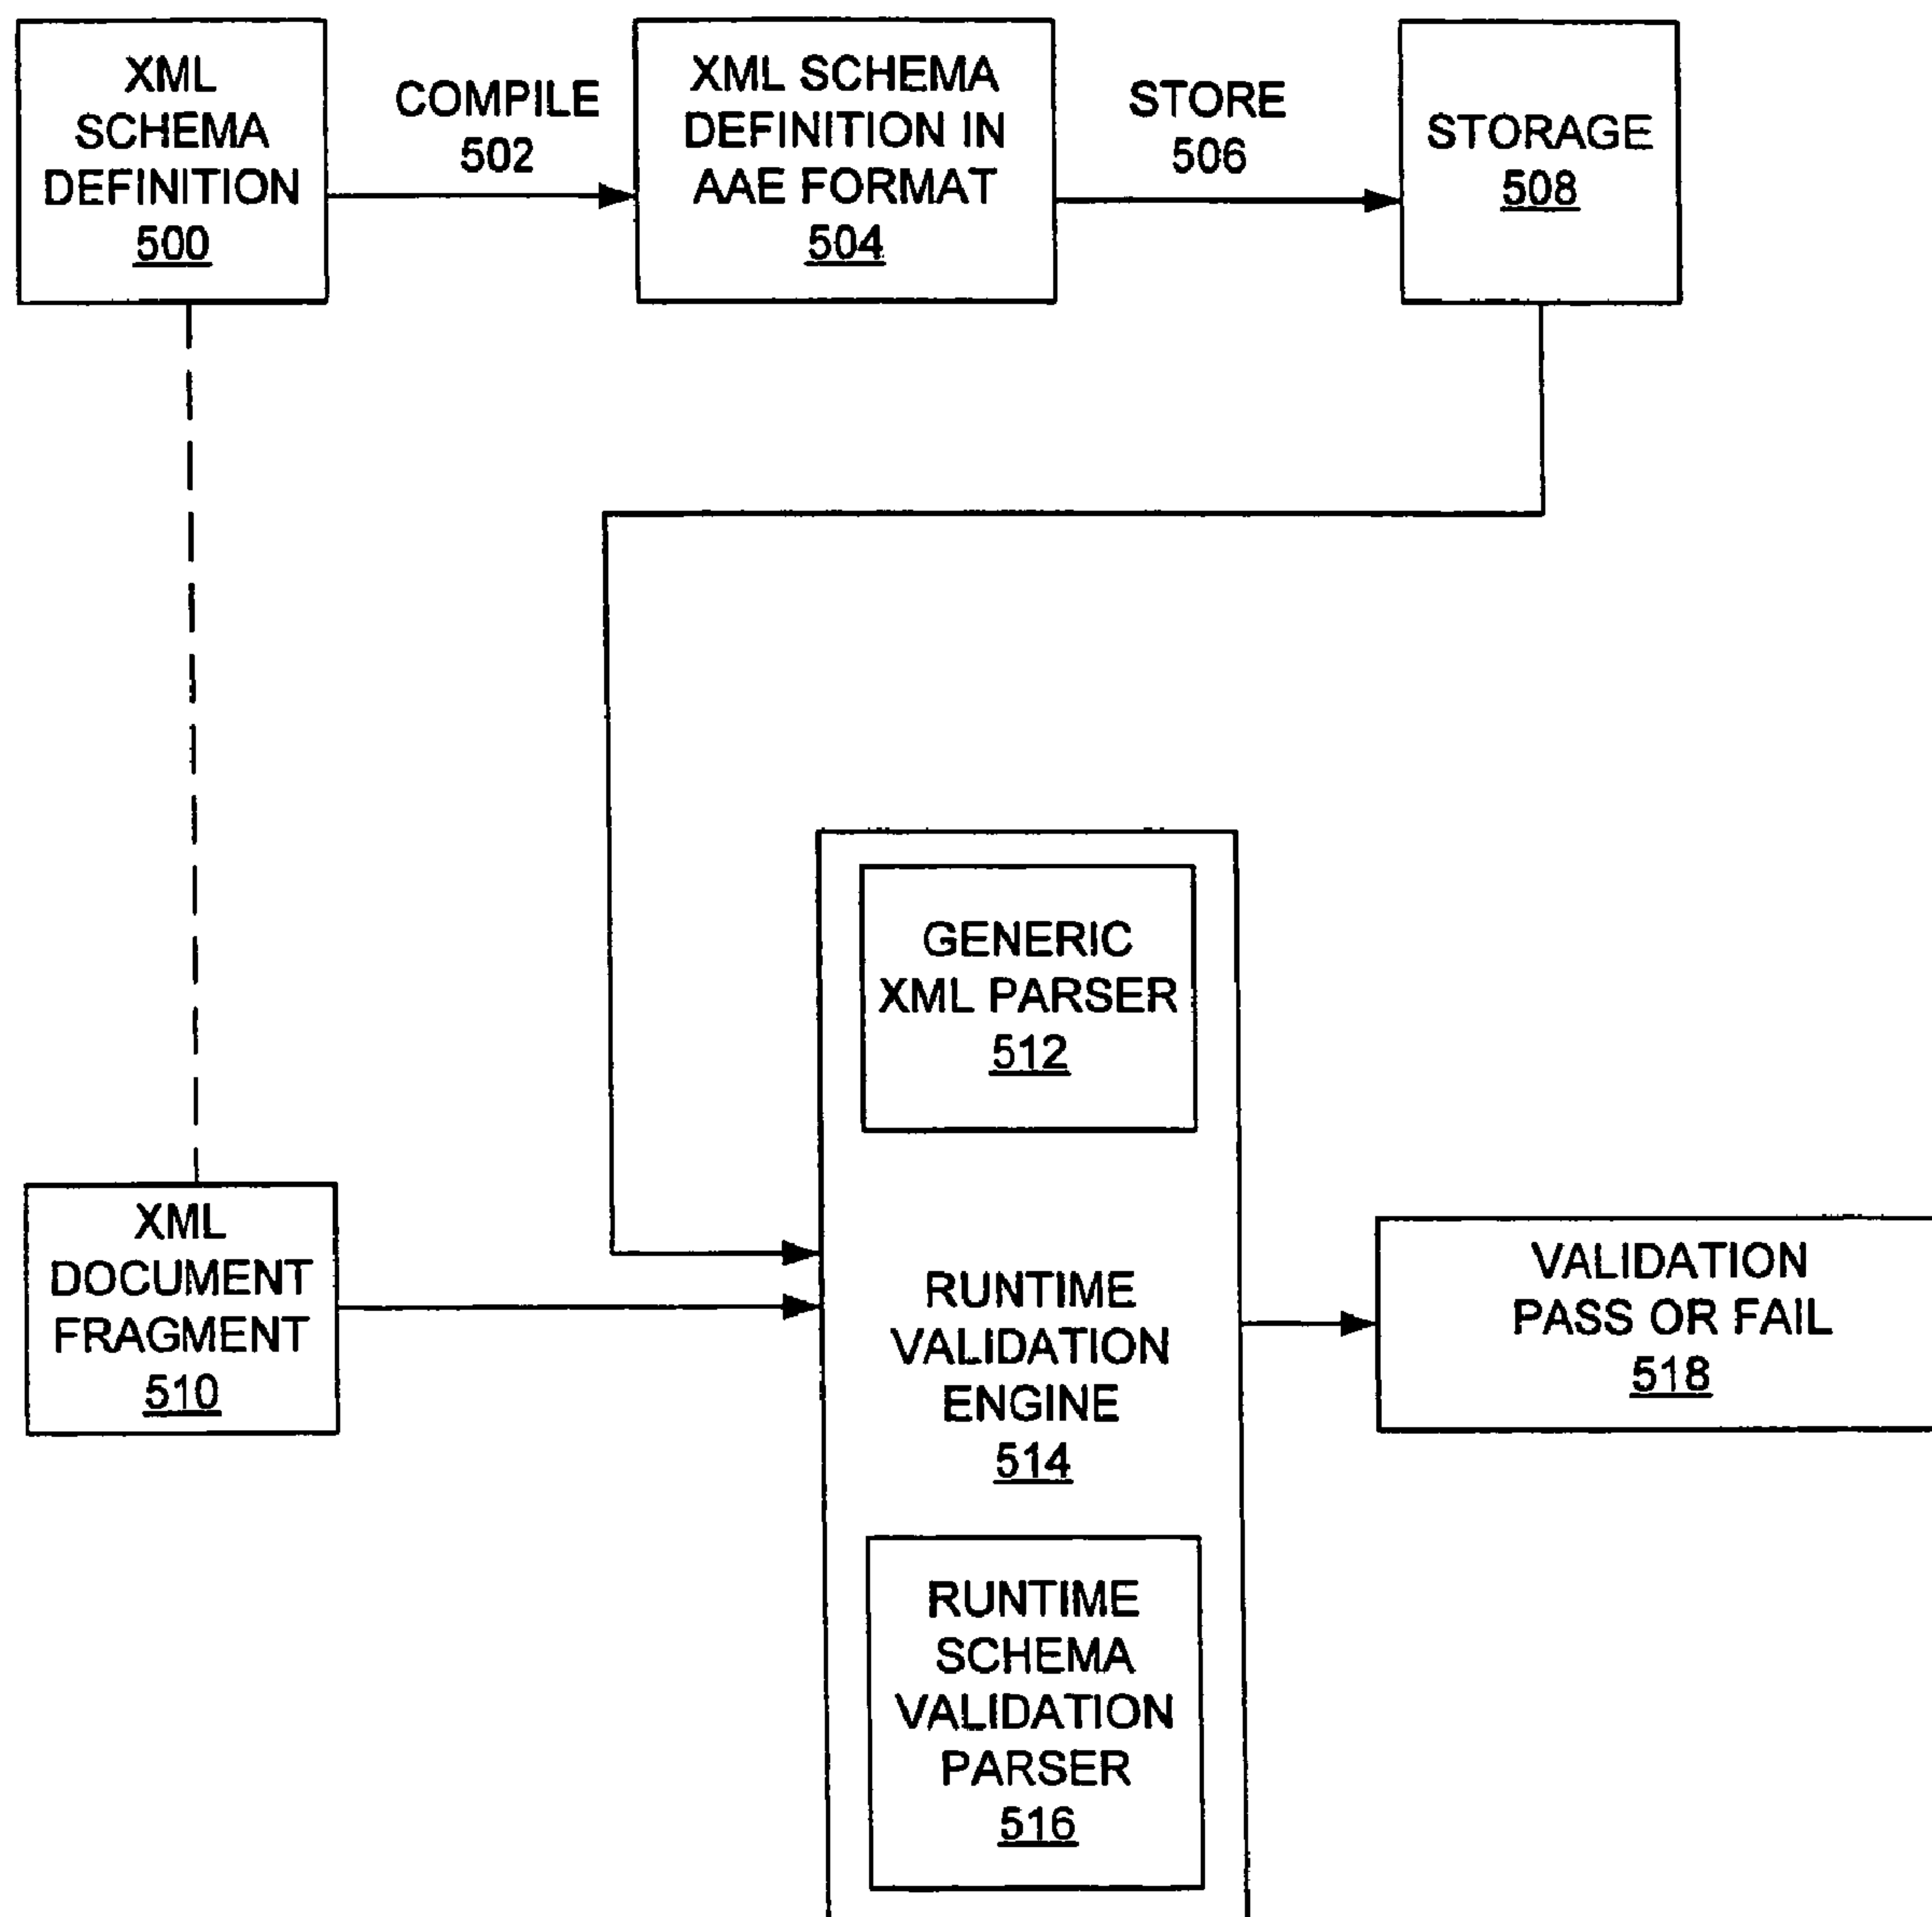 XML
SCHEMA
DEFINITION
500
COMPILE
502
XML SCHEMA
DEFINITION IN
AAE FORMAT
504
STORE
506
STORAGE
508
GENERIC
XML PARSER
512
XML
DOCUMENT
FRAGMENT
510
RUNTIME
VALIDATION
ENGINE
514
VALIDATION
PASS OR FAIL
518
RUNTIME
SCHEMA
VALIDATION
PARSER
516